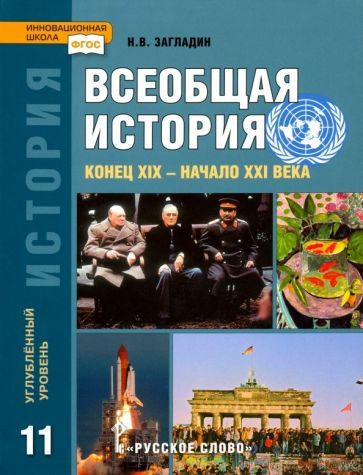 ИННОВАЦИОННАЯ
ШКОЛА
ФГОС
Н.В. ЗАГЛАДИН
ВСЕОБЩАЯ
ИСТОРИЯ
КОНЕЦ XIX – НАЧАЛО XXI ВЕКА
ИСТОРИЯ
УГЛУБЛЁННЫЙ
УРОВЕНЬ
11
«РУССКОЕ СЛОВО»